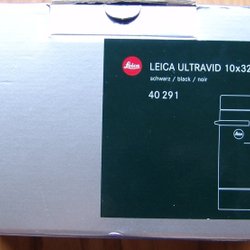 Leica LEICA ULTRAVID 10x32
schwarz / black / noir
40 291